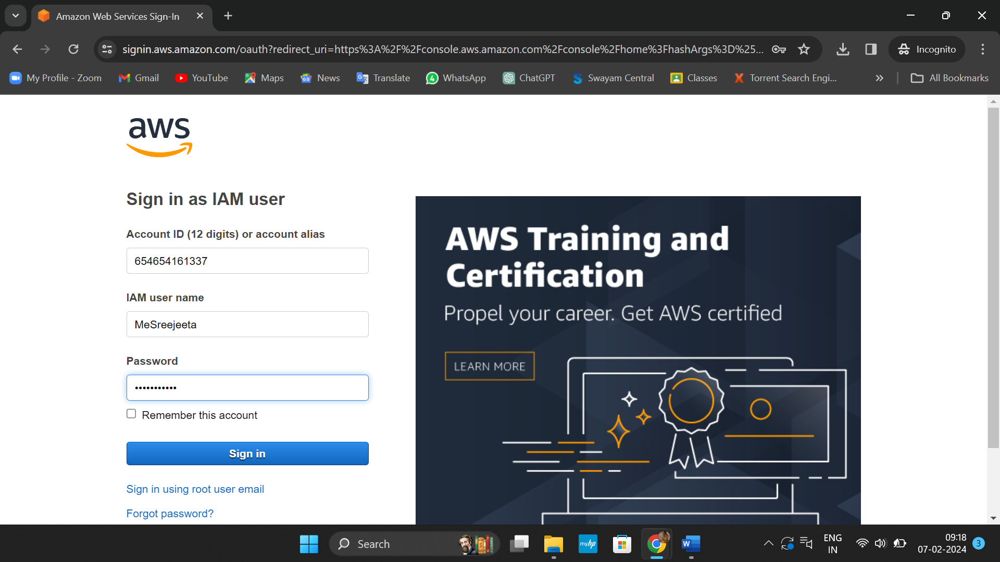 Amazon Web Services Sign-In
signin.aws.amazon.com/oauth?redirect_uri=https%3A%2F%2Fconsole.aws.amazon.com%2Fconsole%2Fhome%3FhashArgs%3D%25...
Incognito
My Profile - Zoom
Gmail
YouTube
Maps
News
Translate
4
WhatsApp
ChatGPT
Swayam Central
Classes
Torrent Search Engi...
All Bookmarks
aws
Sign in as IAM user
Account ID (12 digits) or account alias
654654161337
IAM user name
MeSreejeeta
Password
•••••••••••
Remember this account
Sign in
Sign in using root user email
Forgot password?
AWS Training and
Certification
Propel your career. Get AWS certified
LEARN MORE
Search
myhp
W
ENG
IN
09:18
07-02-2024
3